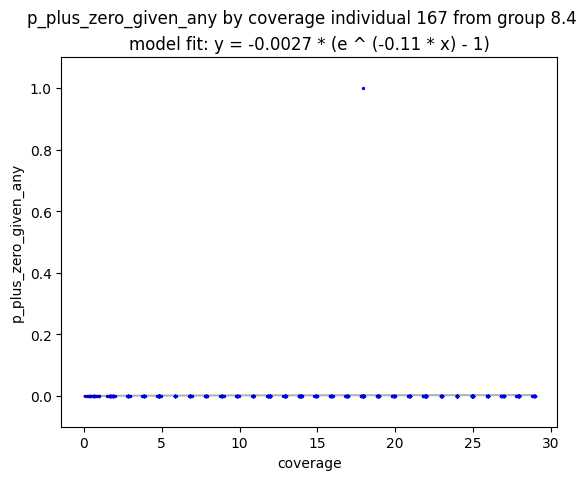 p_plus_zero_given_any by coverage individual 167 from group 8.4
model fit: y = -0.0027 * (e ^ (-0.11 * x) - 1)
1.0
0.8
0.6
0.4
0.2
0.0
p_plus_zero_given_any
0 5 10 15 20 25 30
coverage